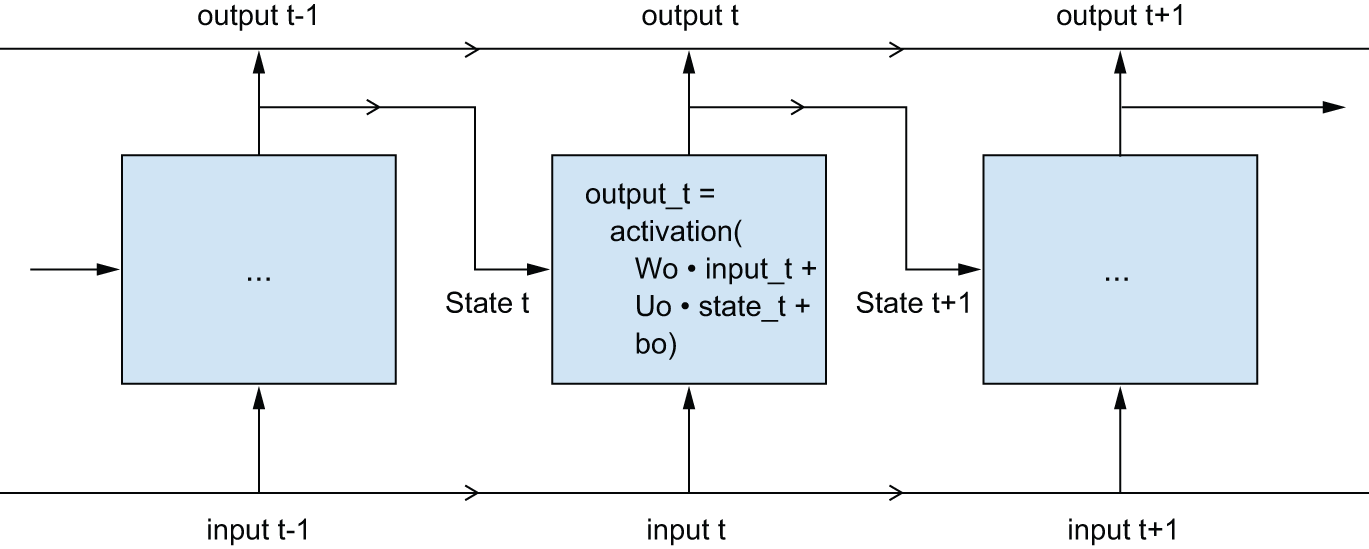 output t-1
output t
output t+1
...
output_t =
activation(
Wo • input_t +
Uo • state_t +
bo)
...
State t
State t+1
input t-1
input t
input t+1